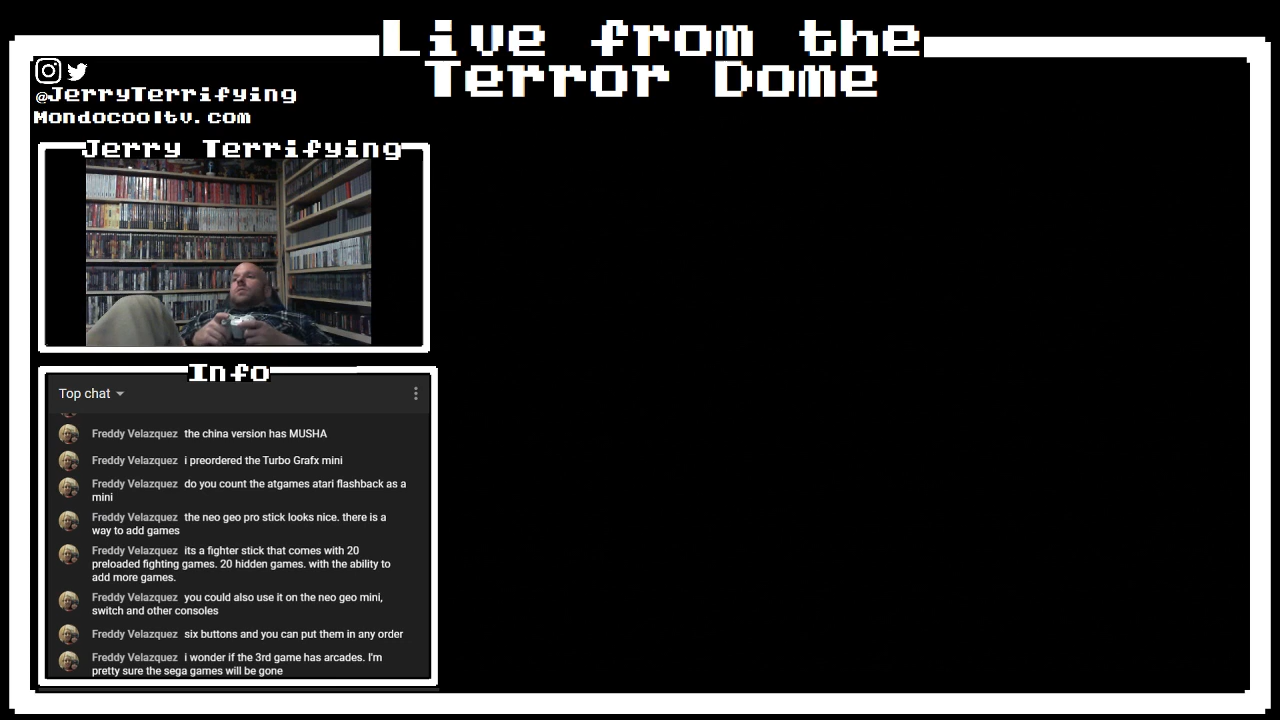 Live from the
Terror Dome
@JerryTerrifying
Mondocooltv.com
Jerry Terrifying
Info
Top chat
Freddy Velazquez the china version has MUSHA
Freddy Velazquez i preordered the Turbo Grafx mini
Freddy Velazquez do you count the atgames atari flashback as a
mini
Freddy Velazquez the neo geo pro stick looks nice. there is a
way to add games
Freddy Velazquez its a fighter stick that comes with 20
preloaded fighting games. 20 hidden games. with the ability to
add more games.
Freddy Velazquez you could also use it on the neo geo mini,
switch and other consoles
Freddy Velazquez six buttons and you can put them in any order
Freddy Velazquez i wonder if the 3rd game has arcades. I'm
pretty sure the sega games will be gone